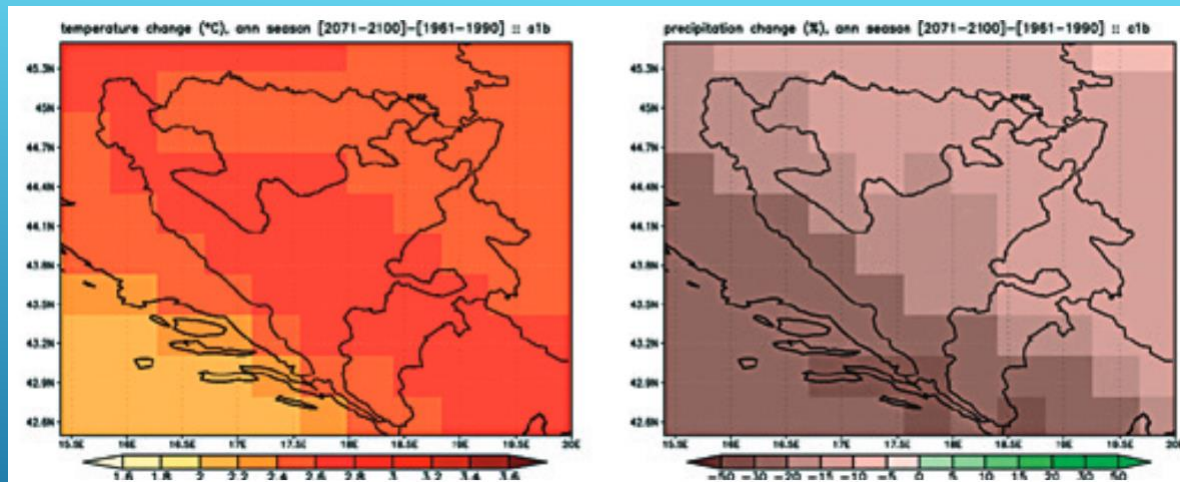 temperature change (°C), ann season [2071-2100]-[1961-1990] :: a1b
45.3N
45N
44.7N
44.4N
44.1N
43.8N
43.5N
43.2N
42.9N
42.6N
15.5E 16E 16.5E 17E 17.5E 18E 18.5E 19E 19.5E 20E
1.6 1.8 2 2.2 2.4 2.6 2.8 3 3.2 3.4 3.6
precipitation change (%), ann season [2071-2100]-[1961-1990] :: a1b
45.3N
45N
44.7N
44.4N
44.1N
43.8N
43.5N
43.2N
42.9N
42.6N
15.5E 16E 16.5E 17E 17.5E 18E 18.5E 19E 19.5E 20E
-50 -30 -20 -15 -10 -5 0 5 10 15 20 30 50